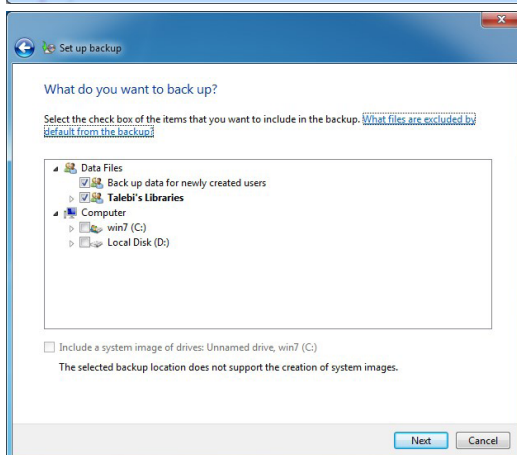 Set up backup
What do you want to back up?
Select the check box of the items that you want to include in the backup. What files are excluded by
default from the backup?
Data Files
Back up data for newly created users
Talebi's Libraries
Computer
win7 (C:)
Local Disk (D:)
Include a system image of drives: Unnamed drive, win7 (C:)
The selected backup location does not support the creation of system images.
Next Cancel